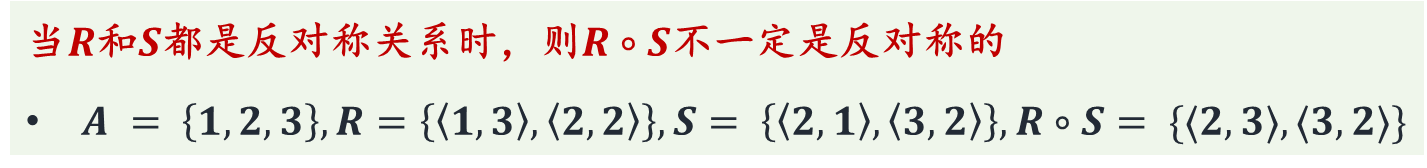 当R和S都是反对称关系时，则R∘S不一定是反对称的
• A = {1,2,3},R = {⟨1,3⟩,⟨2,2⟩},S = {⟨2,1⟩,⟨3,2⟩},R∘S = {⟨2,3⟩,⟨3,2⟩}